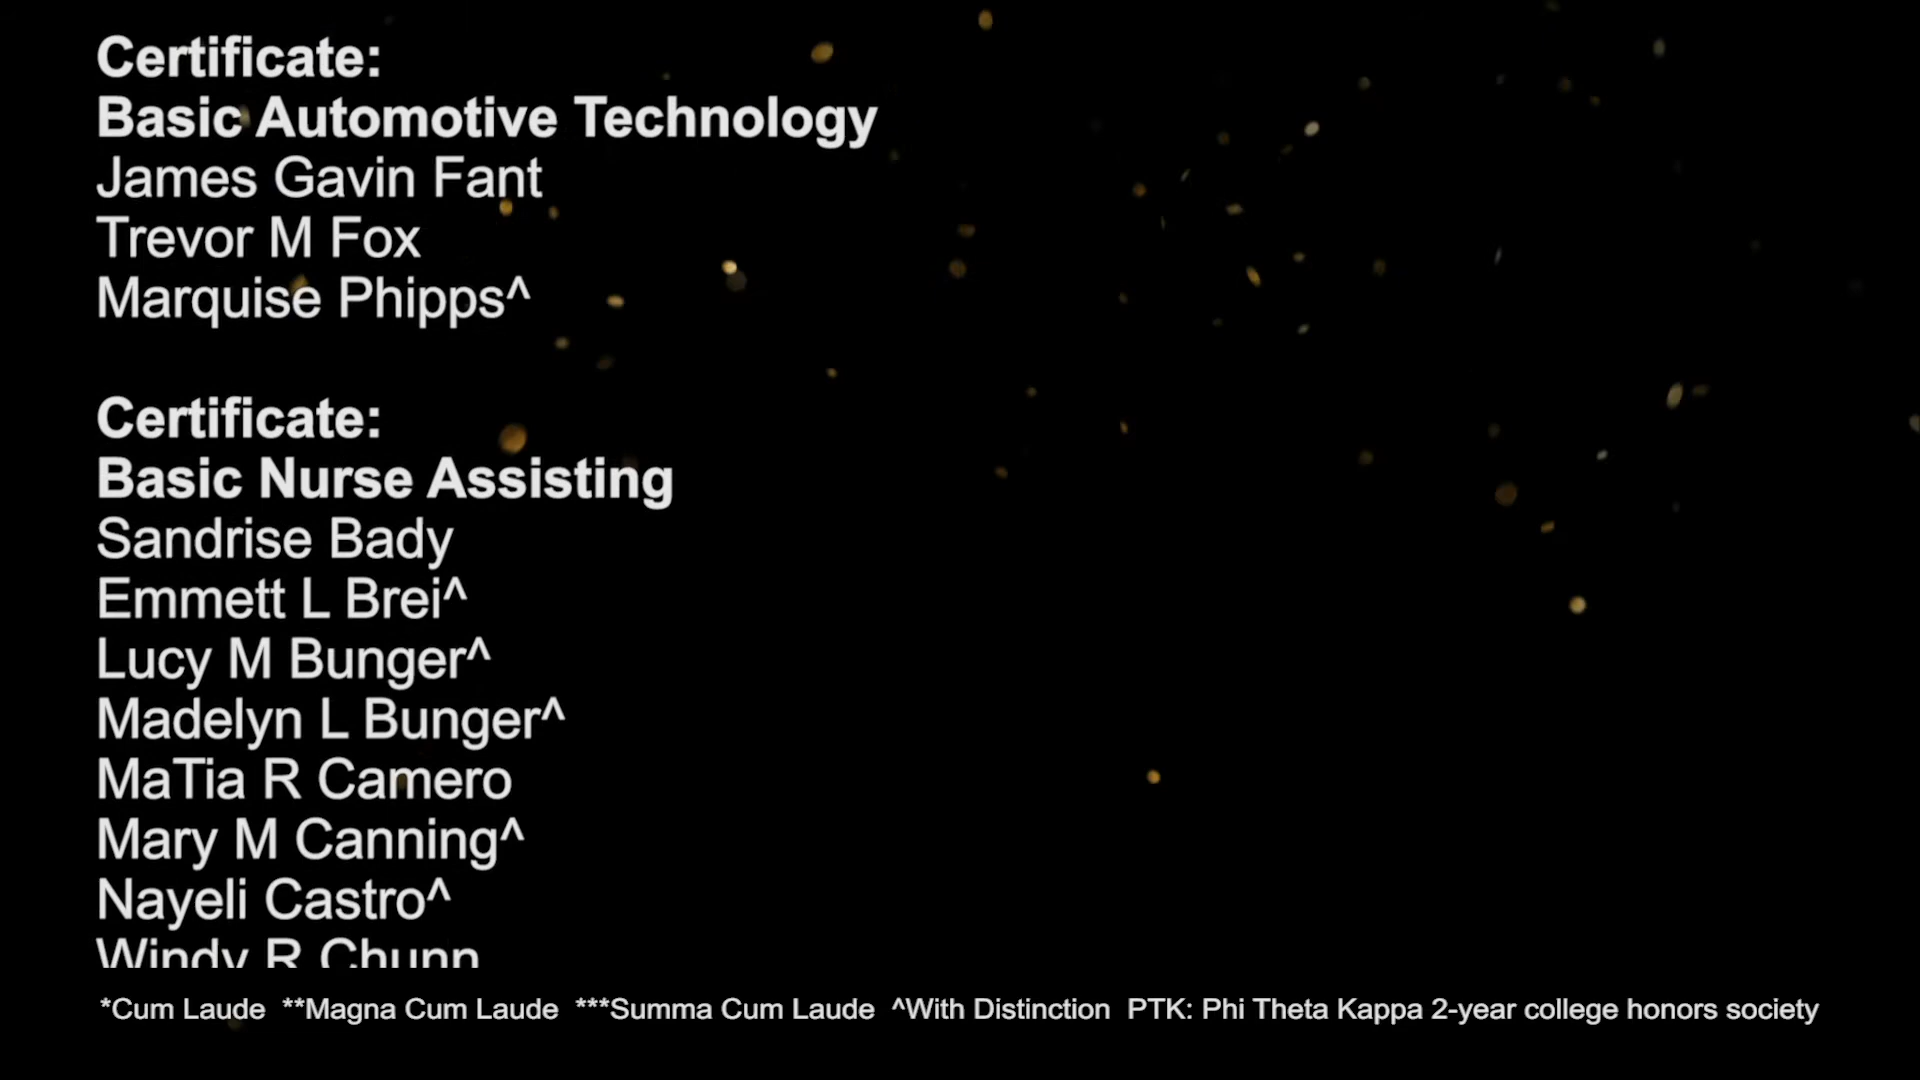 Certificate:
Basic Automotive Technology
James Gavin Fant
Trevor M Fox
Marquise Phipps^
Certificate:
Basic Nurse Assisting
Sandrise Bady
Emmett L Brei^
Lucy M Bunger^
Madelyn L Bunger^
MaTia R Camero
Mary M Canning^
Nayeli Castro^
Windy R Chunn
*Cum Laude  **Magna Cum Laude  ***Summa Cum Laude  ^With Distinction  PTK: Phi Theta Kappa 2-year college honors society